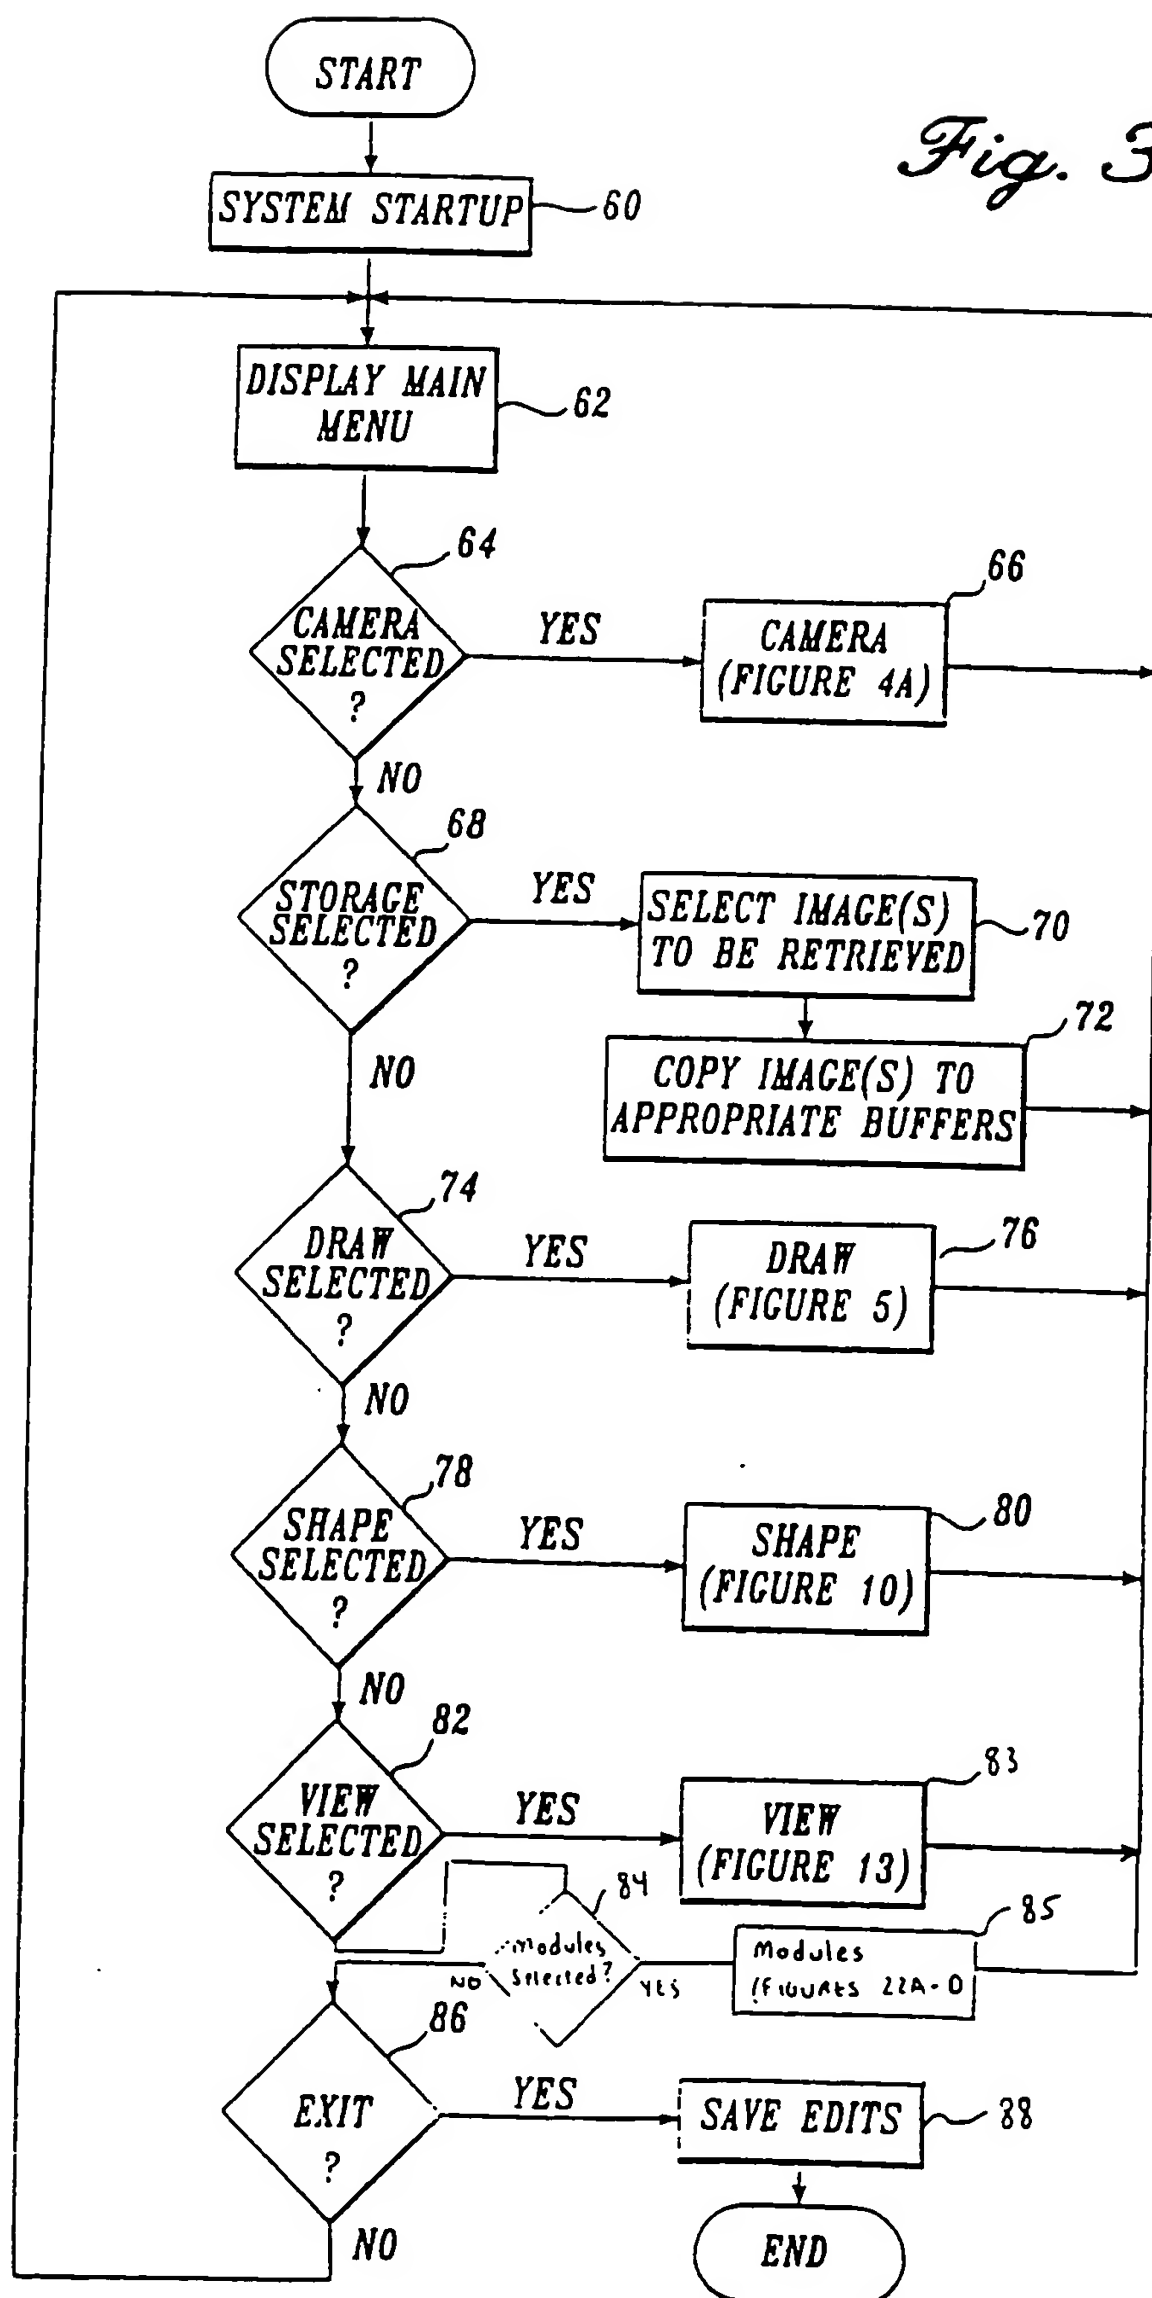 START
Fig. 3
SYSTEM STARTUP
60
DISPLAY MAIN
MENU
62
64
CAMERA
SELECTED
?
YES
66
CAMERA
(FIGURE 4A)
NO
68
STORAGE
SELECTED
?
YES
SELECT IMAGE(S)
TO BE RETRIEVED
70
72
COPY IMAGE(S) TO
APPROPRIATE BUFFERS
NO
74
DRAW
SELECTED
?
YES
DRAW
(FIGURE 5)
76
NO
78
SHAPE
SELECTED
?
YES
SHAPE
(FIGURE 10)
80
NO
82
VIEW
SELECTED
?
YES
VIEW
(FIGURE 13)
83
84
Modules
Selected?
NO
YES
85
Modules
(FIGURES 22A-D
86
EXIT
?
YES
SAVE EDITS
88
NO
END